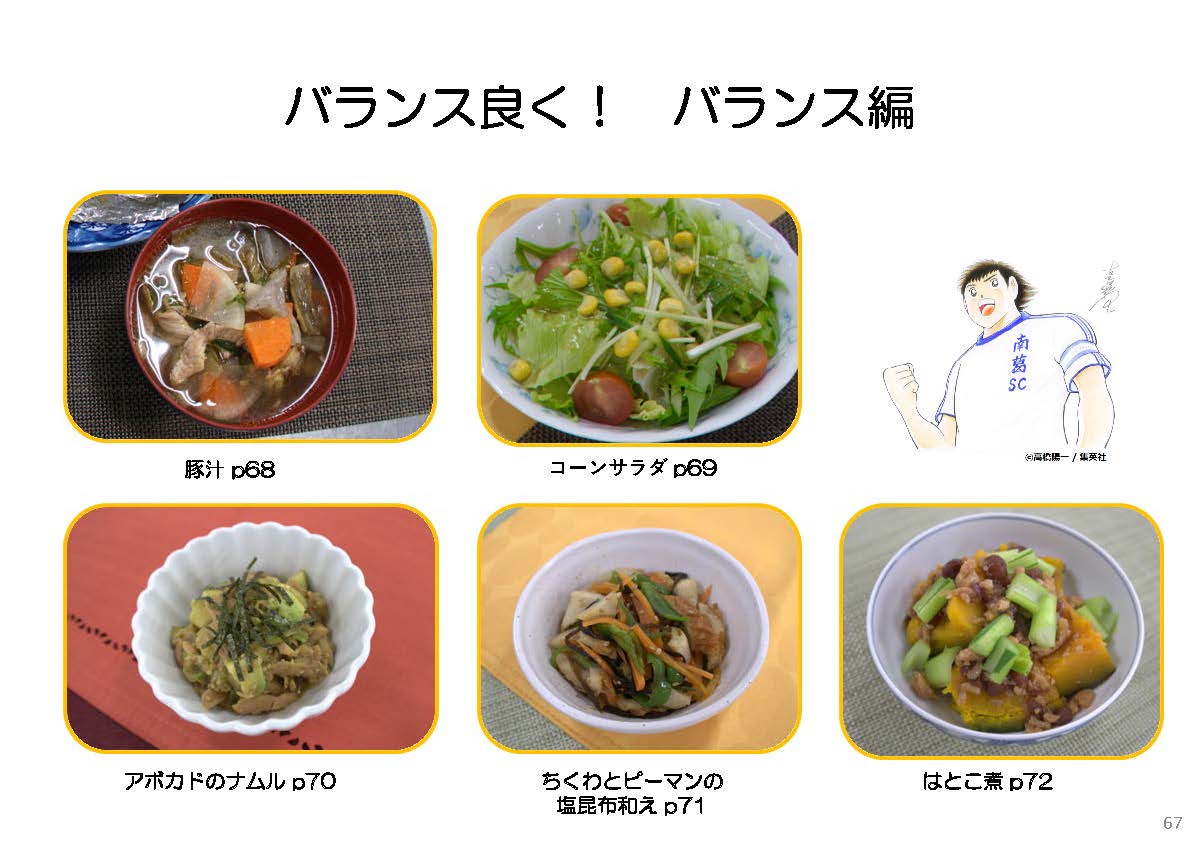 バランス良く！　バランス編
豚汁 p68
コーンサラダ p69
南
葛
SC
©高橋陽一 / 集英社
アボカドのナムル p70
ちくわとピーマンの
塩昆布和え p71
はとこ煮 p72
67